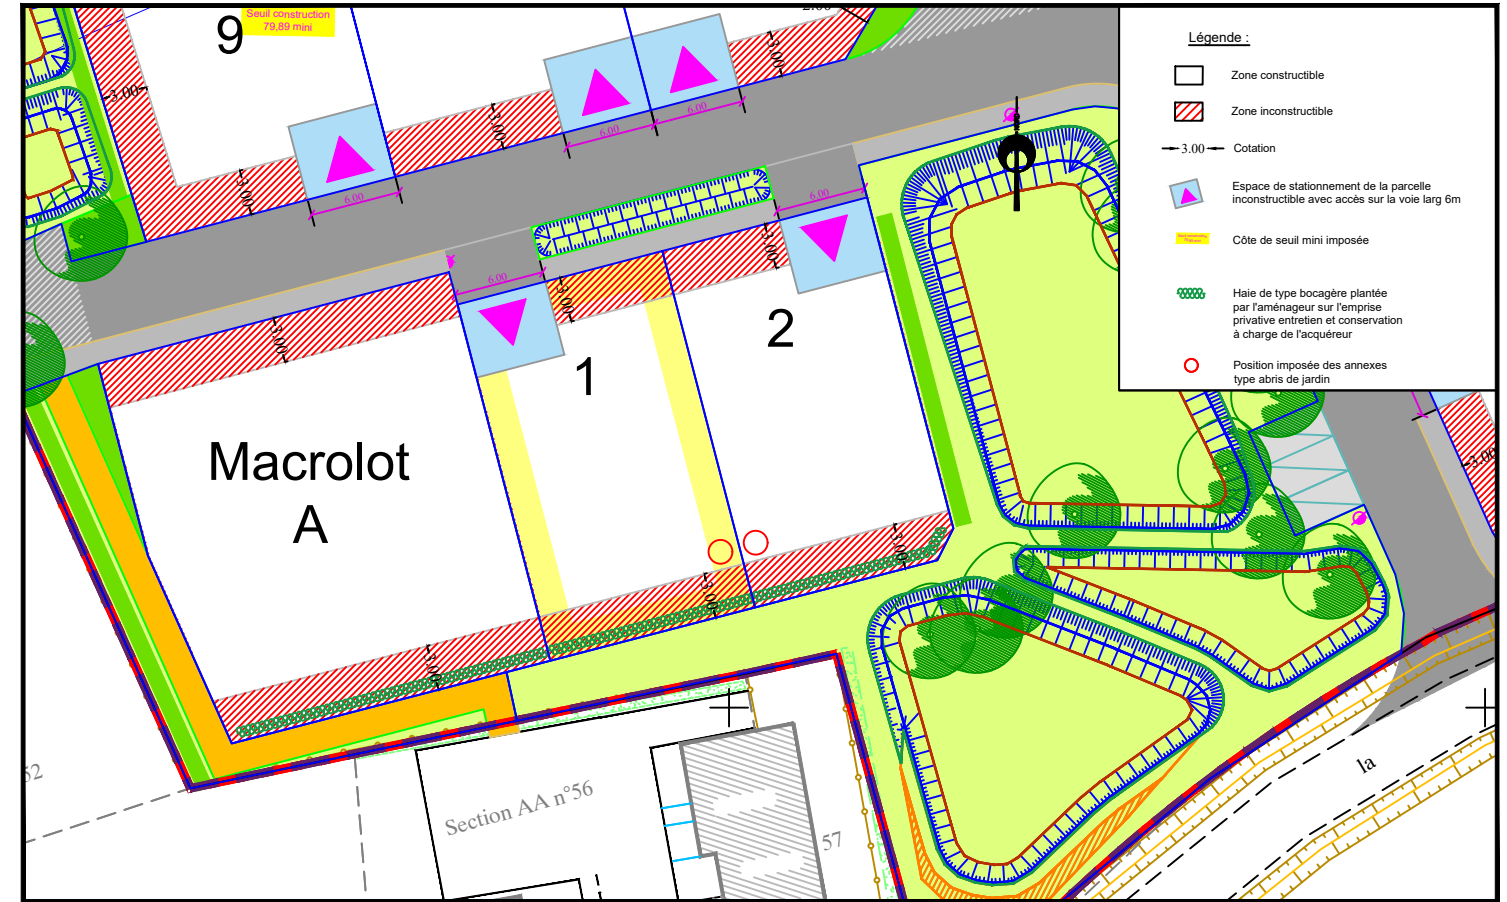 9
Seuil construction
79,89 mini
2.00
3.00
3.00
3.00
3.00
6.00
6.00
6.00
6.00
6.00
3.00
3.00
3.00
1
2
Macrolot
A
3.00
3.00
3.00
3.00
Section AA n°56
57
52
la
Légende :
Zone constructible
Zone inconstructible
3.00
Cotation
Espace de stationnement de la parcelle
inconstructible avec accès sur la voie larg 6m
Côte de seuil mini imposée
Haie de type bocagère plantée
par l'aménageur sur l'emprise
privative entretien et conservation
à charge de l'acquéreur
Position imposée des annexes
type abris de jardin